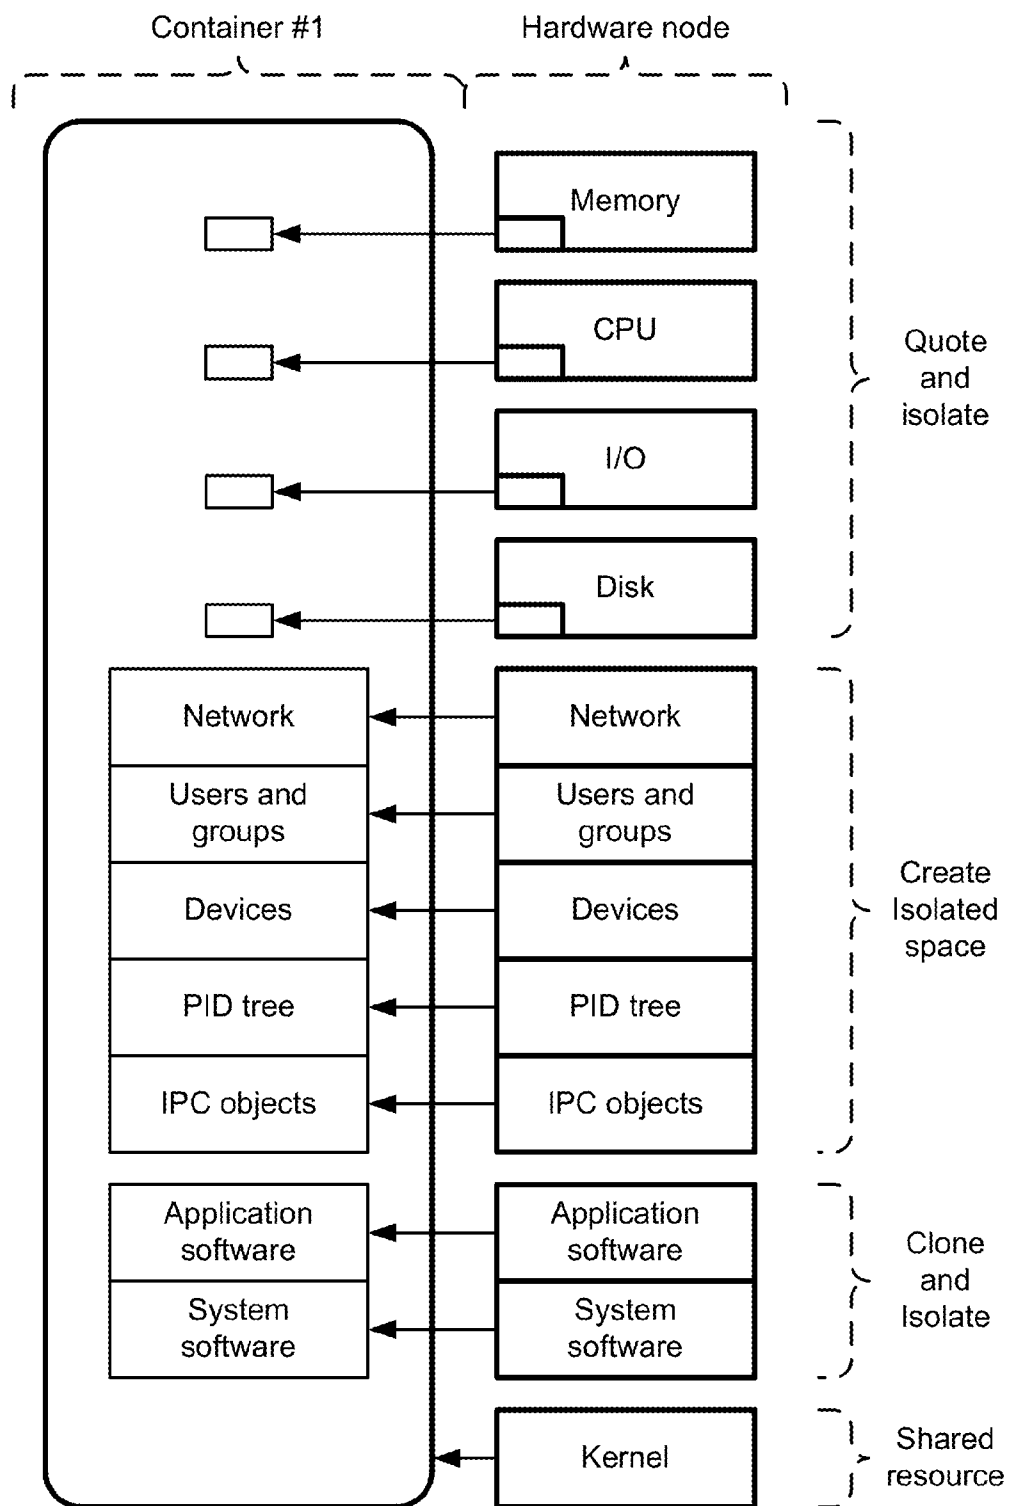 Container #1
Hardware node
Memory
CPU
I/O
Disk
Quote
and
isolate
Network
Network
Users and
groups
Users and
groups
Devices
Devices
PID tree
PID tree
IPC objects
IPC objects
Create
Isolated
space
Application
software
Application
software
System
software
System
software
Clone
and
Isolate
Kernel
Shared
resource